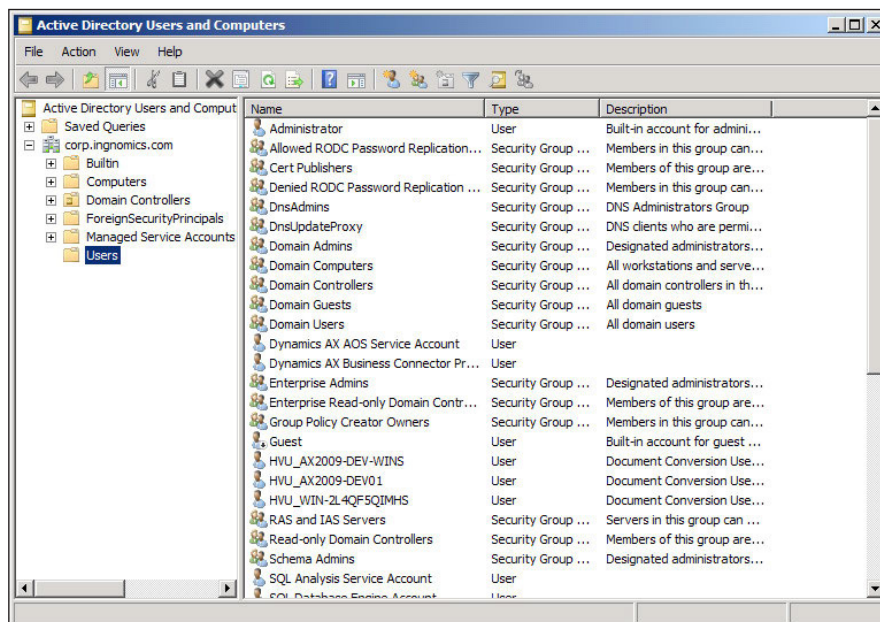 Active Directory Users and Computers
File Action View Help
Active Directory Users and Comput
Saved Queries
corp.ingnomics.com
Builtin
Computers
Domain Controllers
ForeignSecurityPrincipals
Managed Service Accounts
Users
Name Type Description
Administrator User Built-in account for admini...
Allowed RODC Password Replication... Security Group ... Members in this group can...
Cert Publishers Security Group ... Members of this group are...
Denied RODC Password Replication ... Security Group ... Members in this group can...
DnsAdmins Security Group ... DNS Administrators Group
DnsUpdateProxy Security Group ... DNS clients who are permi...
Domain Admins Security Group ... Designated administrators...
Domain Computers Security Group ... All workstations and serve...
Domain Controllers Security Group ... All domain controllers in th...
Domain Guests Security Group ... All domain guests
Domain Users Security Group ... All domain users
Dynamics AX AOS Service Account User
Dynamics AX Business Connector Pr... User
Enterprise Admins Security Group ... Designated administrators...
Enterprise Read-only Domain Contr... Security Group ... Members of this group are...
Group Policy Creator Owners Security Group ... Members in this group can...
Guest User Built-in account for guest ...
HVU_AX2009-DEV-WINS User Document Conversion Use...
HVU_AX2009-DEV01 User Document Conversion Use...
HVU_WIN-2L4QF5QIMHS User Document Conversion Use...
RAS and IAS Servers Security Group ... Servers in this group can ...
Read-only Domain Controllers Security Group ... Members of this group are...
Schema Admins Security Group ... Designated administrators...
SQL Analysis Service Account User
SQL Database Engine Account User